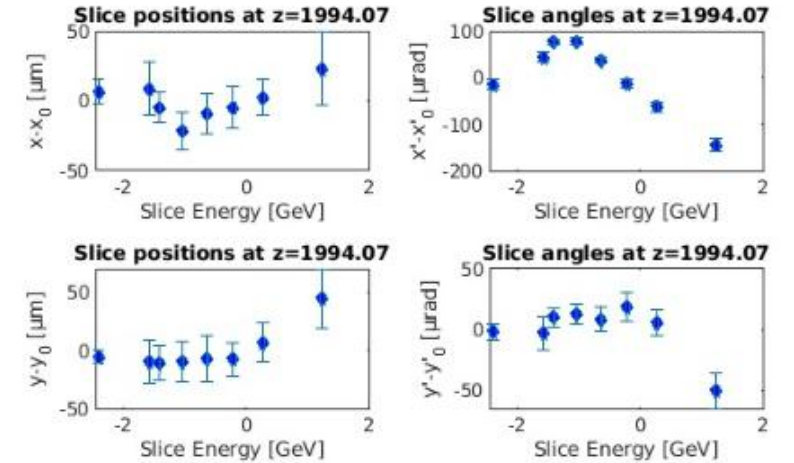 Slice positions at z=1994.07
50
0
-50
x-x0 [µm]
-2 0 2
Slice Energy [GeV]
Slice angles at z=1994.07
100
0
-100
-200
x'-x'0 [µrad]
-2 0 2
Slice Energy [GeV]
Slice positions at z=1994.07
50
0
-50
y-y0 [µm]
-2 0 2
Slice Energy [GeV]
Slice angles at z=1994.07
50
0
-50
y'-y'0 [µrad]
-2 0 2
Slice Energy [GeV]